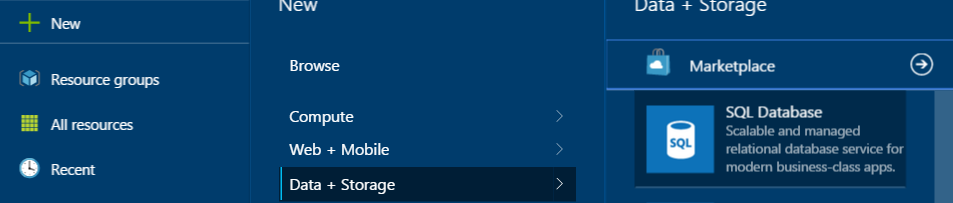 New
Resource groups
All resources
Recent
New
Browse
Compute
Web + Mobile
Data + Storage
Data + Storage
Marketplace
SQL
SQL Database
Scalable and managed
relational database service for
modern business-class apps.